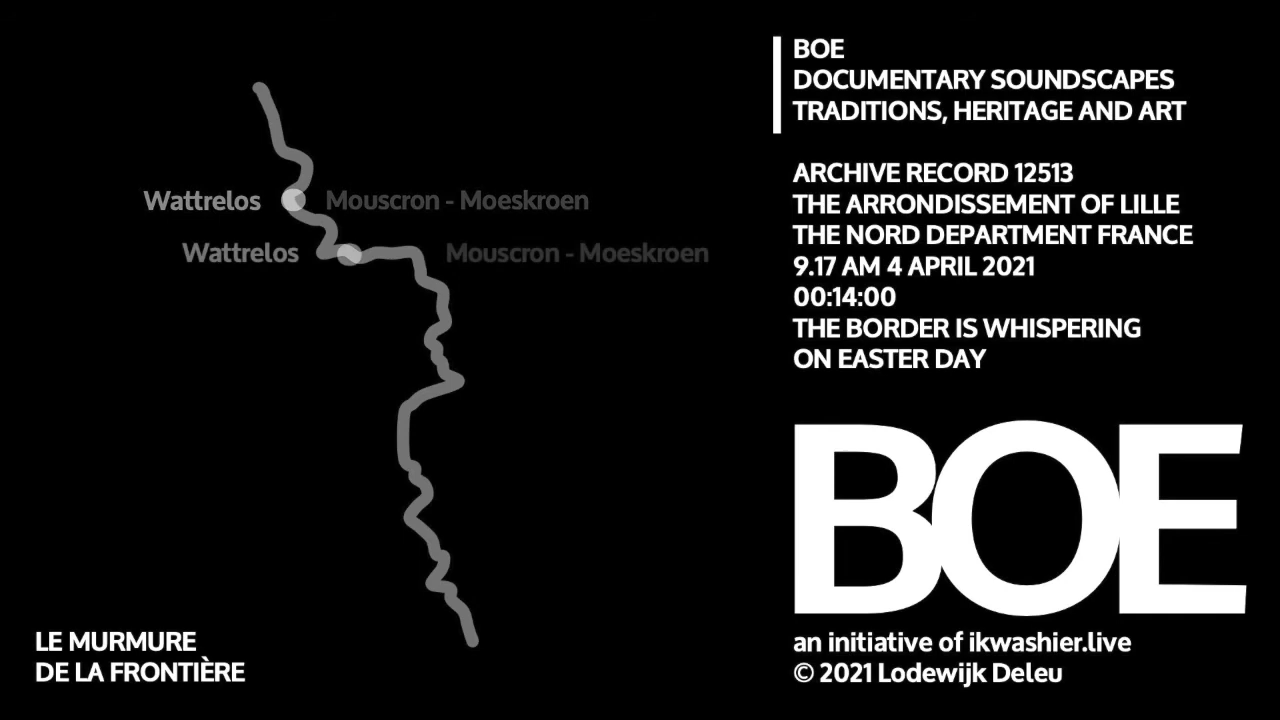 Wattrelos Mouscron - Moeskroen
Wattrelos Mouscron - Moeskroen
LE MURMURE
DE LA FRONTIÈRE
BOE
DOCUMENTARY SOUNDSCAPES
TRADITIONS, HERITAGE AND ART
ARCHIVE RECORD 12513
THE ARRONDISSEMENT OF LILLE
THE NORD DEPARTMENT FRANCE
9.17 AM 4 APRIL 2021
00:14:00
THE BORDER IS WHISPERING
ON EASTER DAY
BOE
an initiative of ikwashier.live
© 2021 Lodewijk Deleu